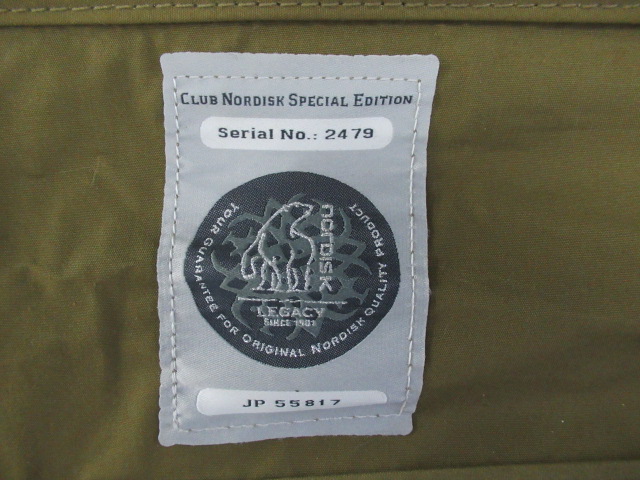 CLUB NORDISK SPECIAL EDITION
Serial No.: 2479
nordisk
LEGACY
SINCE 1901
YOUR GUARANTEE FOR ORIGINAL NORDISK QUALITY PRODUCT
JP 55817